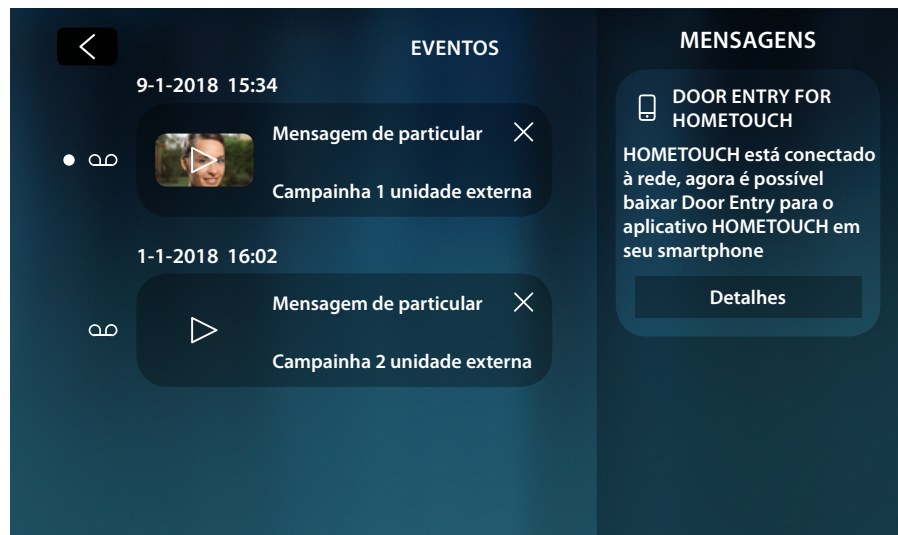 EVENTOS
9-1-2018 15:34
Mensagem de particular
Campainha 1 unidade externa
1-1-2018 16:02
Mensagem de particular
Campainha 2 unidade externa
MENSAGENS
DOOR ENTRY FOR
HOMETOUCH
HOMETOUCH está conectado
à rede, agora é possível
baixar Door Entry para o
aplicativo HOMETOUCH em
seu smartphone
Detalhes